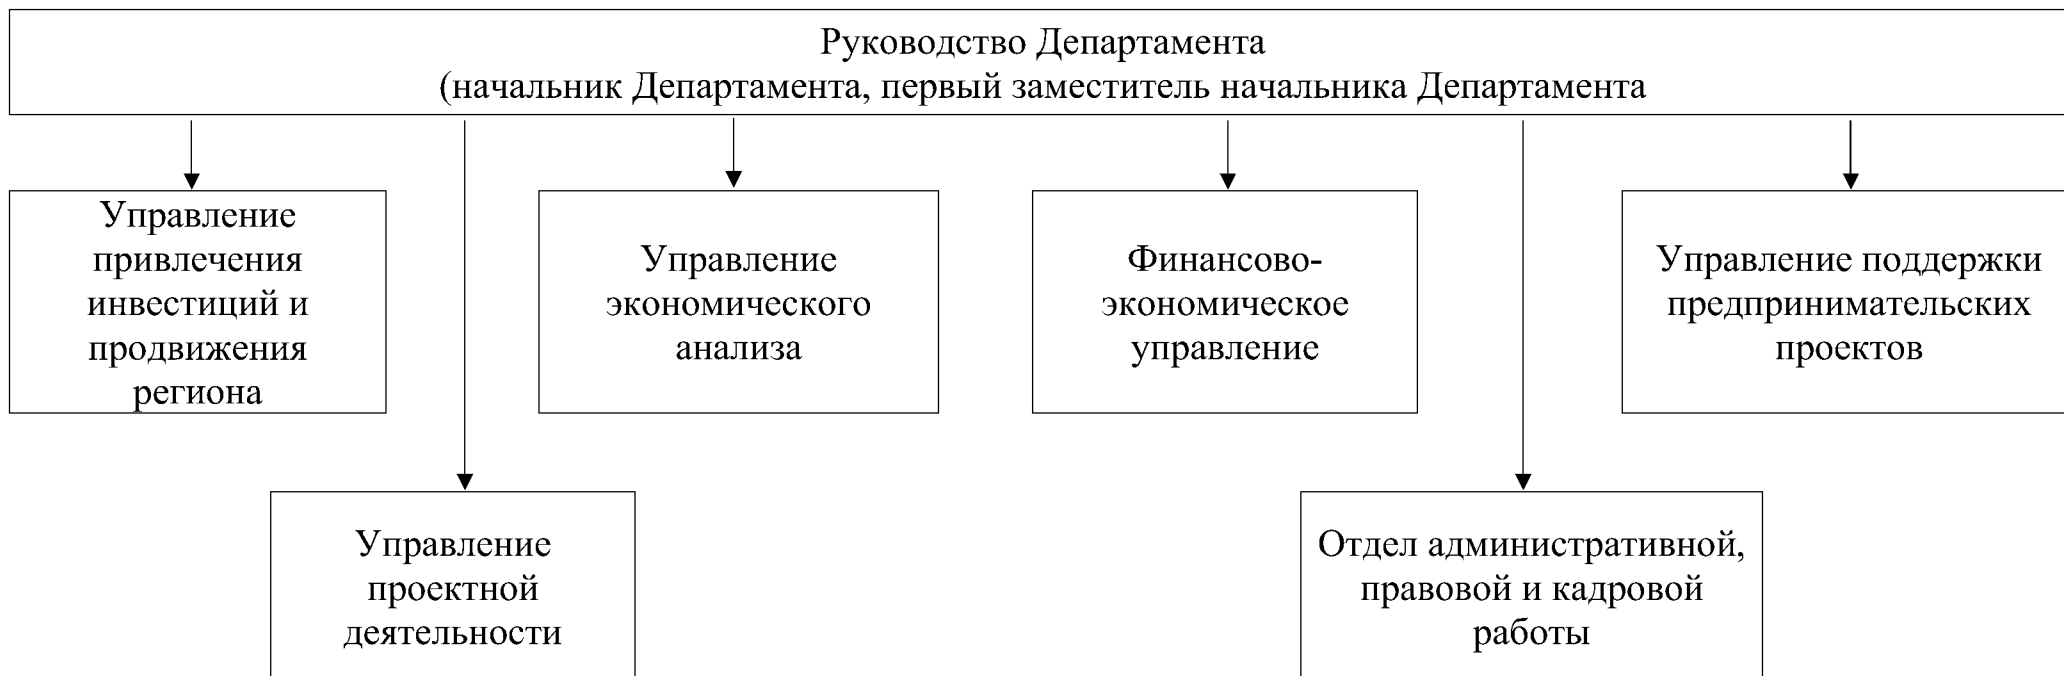 Руководство Департамента
(начальник Департамента, первый заместитель начальника Департамента
Управление
привлечения
инвестиций и
продвижения
региона
Управление
экономического
анализа
Финансово-
экономическое
управление
Управление поддержки
предпринимательских
проектов
Управление
проектной
деятельности
Отдел административной,
правовой и кадровой
работы